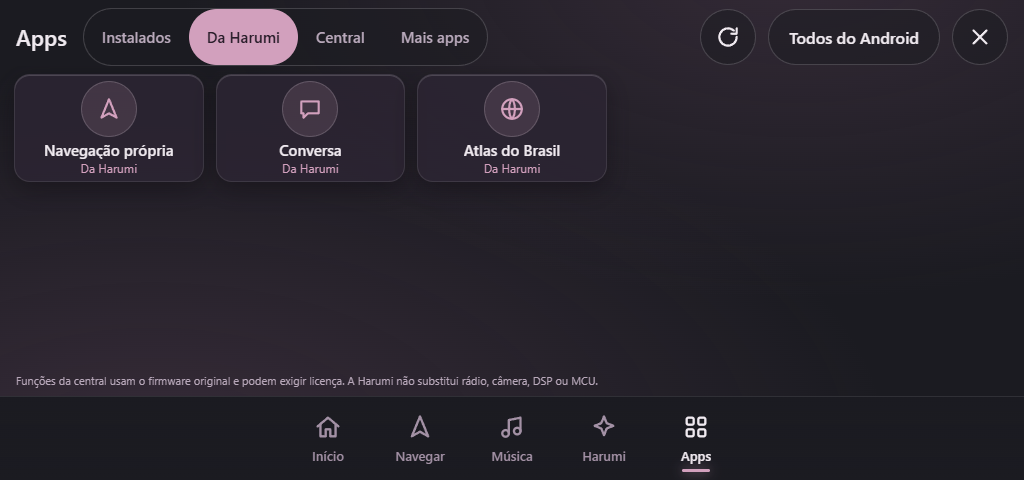 Apps
Instalados
Da Harumi
Central
Mais apps
Todos do Android
Navegação própria
Da Harumi
Conversa
Da Harumi
Atlas do Brasil
Da Harumi
Funções da central usam o firmware original e podem exigir licença. A Harumi não substitui rádio, câmera, DSP ou MCU.
Início
Navegar
Música
Harumi
Apps